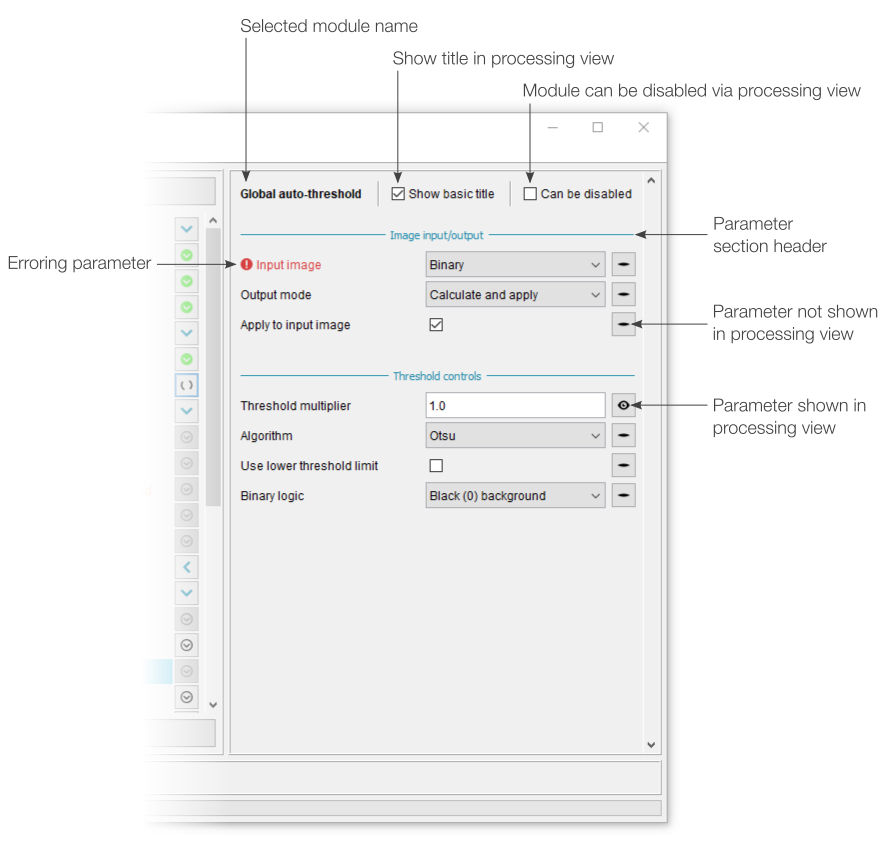 Selected module name
Show title in processing view
Module can be disabled via processing view
Global auto-threshold
Show basic title
Can be disabled
Image input/output
Parameter
section header
Erroring parameter
Input image
Binary
Output mode
Calculate and apply
Apply to input image
Parameter not shown
in processing view
Threshold controls
Threshold multiplier
1.0
Parameter shown in
processing view
Algorithm
Otsu
Use lower threshold limit
Binary logic
Black (0) background